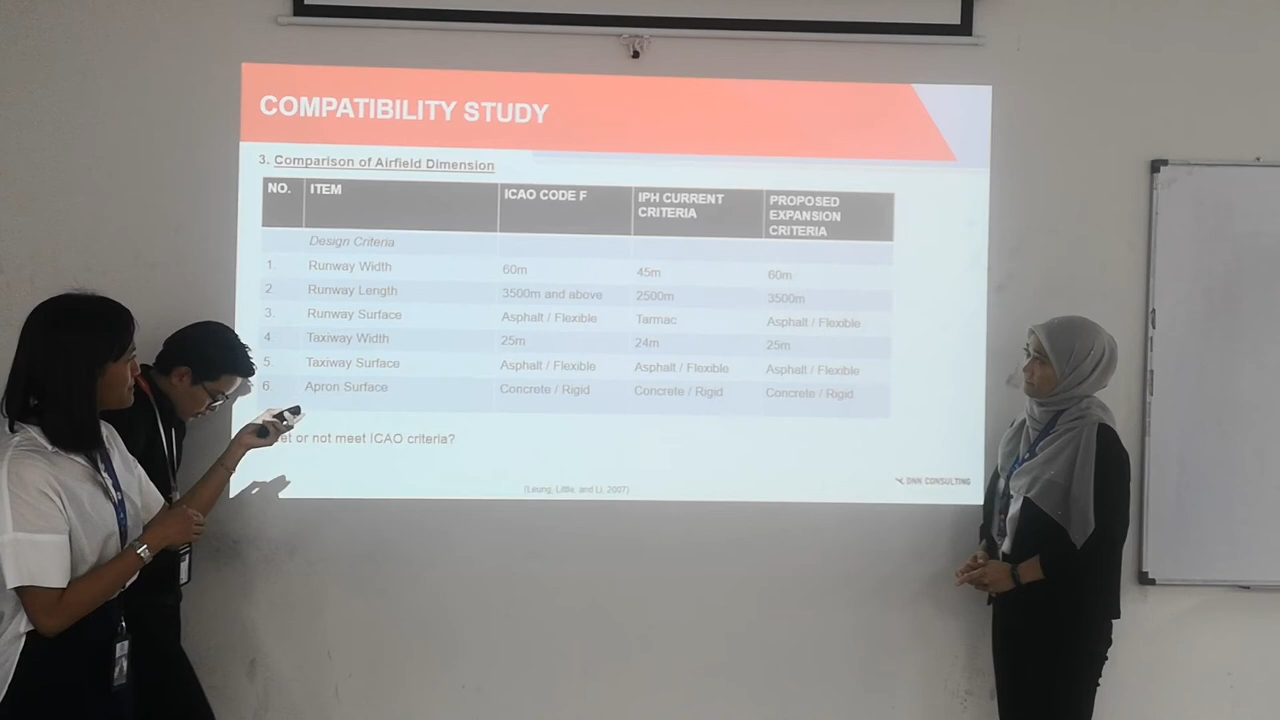 COMPATIBILITY STUDY
3. Comparison of Airfield Dimension
NO. ITEM ICAO CODE F IPH CURRENT CRITERIA PROPOSED EXPANSION CRITERIA
Design Criteria
1. Runway Width 60m 45m 60m
2. Runway Length 3500m and above 2500m 3500m
3. Runway Surface Asphalt / Flexible Tarmac Asphalt / Flexible
4 Taxiway Width 25m 24m 25m
5. Taxiway Surface Asphalt / Flexible Asphalt / Flexible Asphalt / Flexible
6. Apron Surface Concrete / Rigid Concrete / Rigid Concrete / Rigid
or not meet ICAO criteria?
(Leung, Little, and Li, 2007)
DNN CONSULTING